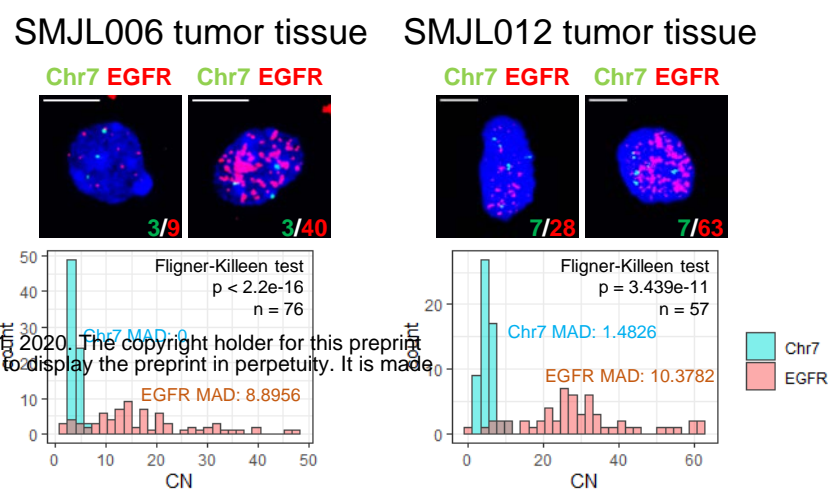 SMJL006 tumor tissue
SMJL012 tumor tissue
Chr7 EGFR
Chr7 EGFR
Chr7 EGFR
Chr7 EGFR
3/9
3/40
7/28
7/63
Fligner-Killeen test
p < 2.2e-16
n = 76
Chr7 MAD: 0
EGFR MAD: 8.8956
50
40
30
10
0
0 10 20 30 40 50
CN
2020. The copyright holder for this preprint
to display the preprint in perpetuity. It is made
Fligner-Killeen test
p = 3.439e-11
n = 57
Chr7 MAD: 1.4826
EGFR MAD: 10.3782
20
10
0
0 20 40 60
CN
Chr7
EGFR